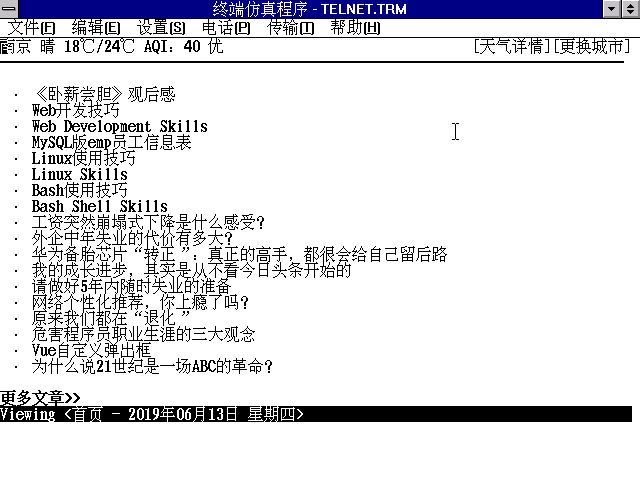 终端仿真程序 - TELNET.TRM
文件(F) 编辑(E) 设置(S) 电话(P) 传输(T) 帮助(H)
南京 晴 18℃/24℃ AQI: 40 优 [天气详情][更换城市]
· 《卧薪尝胆》观后感
· Web开发技巧
· Web Development Skills
· MySQL版emp员工信息表
· Linux使用技巧
· Linux Skills
· Bash使用技巧
· Bash Shell Skills
· 工资突然崩塌式下降是什么感受?
· 外企中年失业的代价有多大?
· 华为备胎芯片“转正 ”: 真正的高手, 都很会给自己留后路
· 我的成长进步, 其实是从不看今日头条开始的
· 请做好5年内随时失业的准备
· 网络个性化推荐, 你上瘾了吗?
· 原来我们都在“退化 ”
· 危害程序员职业生涯的三大观念
· Vue自定义弹出框
· 为什么说21世纪是一场ABC的革命?
更多文章>>
Viewing <首页 - 2019年06月13日 星期四>